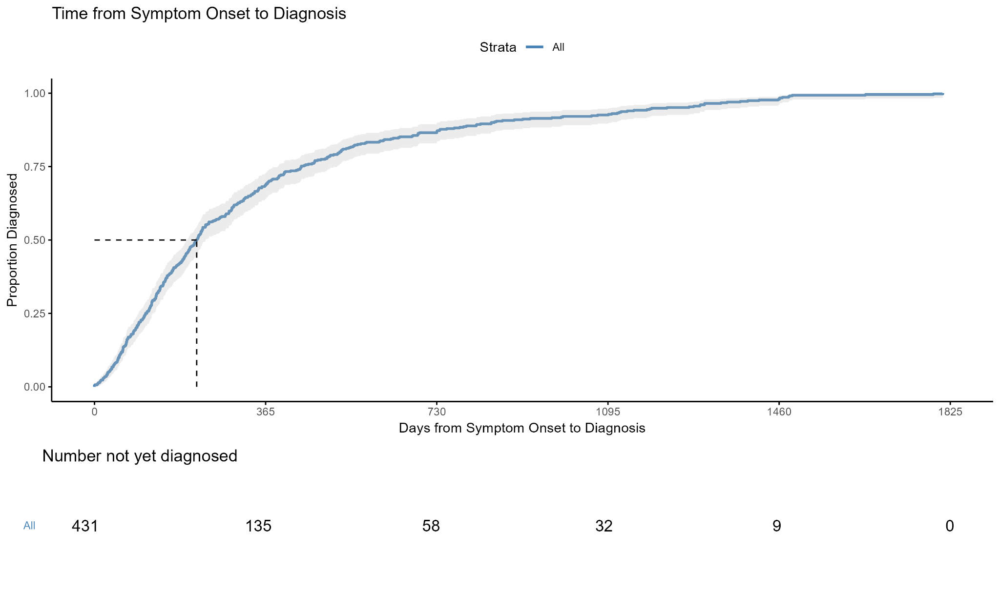 Time from Symptom Onset to Diagnosis
Strata All
1.00
0.75
0.50
0.25
0.00
Proportion Diagnosed
0 365 730 1095 1460 1825
Days from Symptom Onset to Diagnosis
Number not yet diagnosed
All 431 135 58 32 9 0